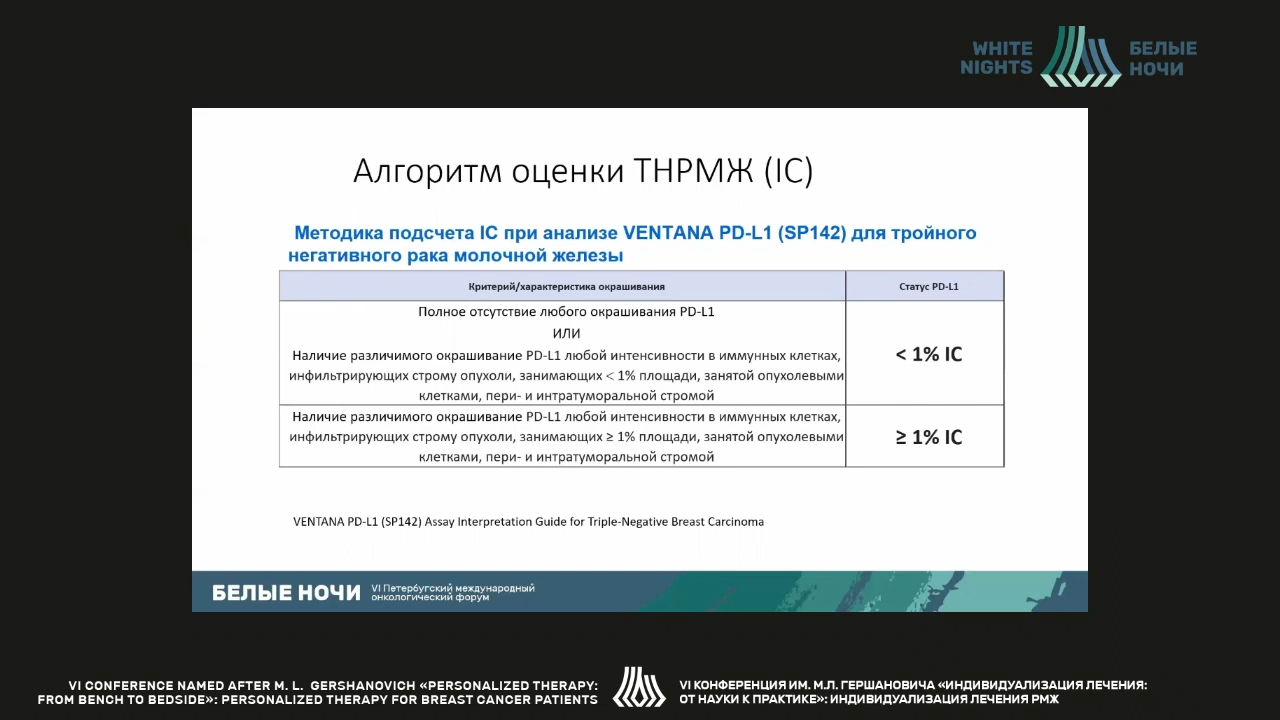 WHITE
NIGHTS
БЕЛЫЕ
НОЧИ
Алгоритм оценки ТНРМЖ (IC)
Методика подсчета IC при анализе VENTANA PD-L1 (SP142) для тройного
негативного рака молочной железы
Критерий/характеристика окрашивания
Статус PD-L1
Полное отсутствие любого окрашивания PD-L1
ИЛИ
Наличие различимого окрашивание PD-L1 любой интенсивности в иммунных клетках,
инфильтрирующих строму опухоли, занимающих < 1% площади, занятой опухолевыми
клетками, пери- и интратуморальной стромой
< 1% IC
Наличие различимого окрашивание PD-L1 любой интенсивности в иммунных клетках,
инфильтрирующих строму опухоли, занимающих ≥ 1% площади, занятой опухолевыми
клетками, пери- и интратуморальной стромой
≥ 1% IC
VENTANA PD-L1 (SP142) Assay Interpretation Guide for Triple-Negative Breast Carcinoma
БЕЛЫЕ НОЧИ
VI Петербугский международный
онкологический форум
VI CONFERENCE NAMED AFTER M. L. GERSHANOVICH «PERSONALIZED THERAPY:
FROM BENCH TO BEDSIDE»: PERSONALIZED THERAPY FOR BREAST CANCER PATIENTS
VI КОНФЕРЕНЦИЯ ИМ. М.Л. ГЕРШАНОВИЧА «ИНДИВИДУАЛИЗАЦИЯ ЛЕЧЕНИЯ:
ОТ НАУКИ К ПРАКТИКЕ»: ИНДИВИДУАЛИЗАЦИЯ ЛЕЧЕНИЯ РМЖ